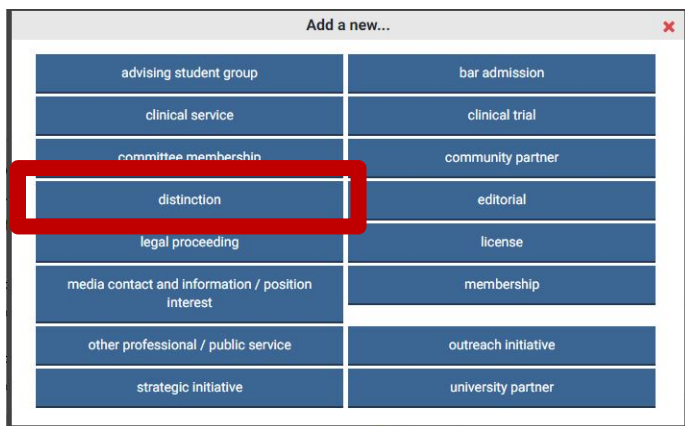 Add a new...
advising student group
bar admission
clinical service
clinical trial
committee membership
community partner
distinction
editorial
legal proceeding
license
media contact and information / position
interest
membership
other professional / public service
outreach initiative
strategic initiative
university partner